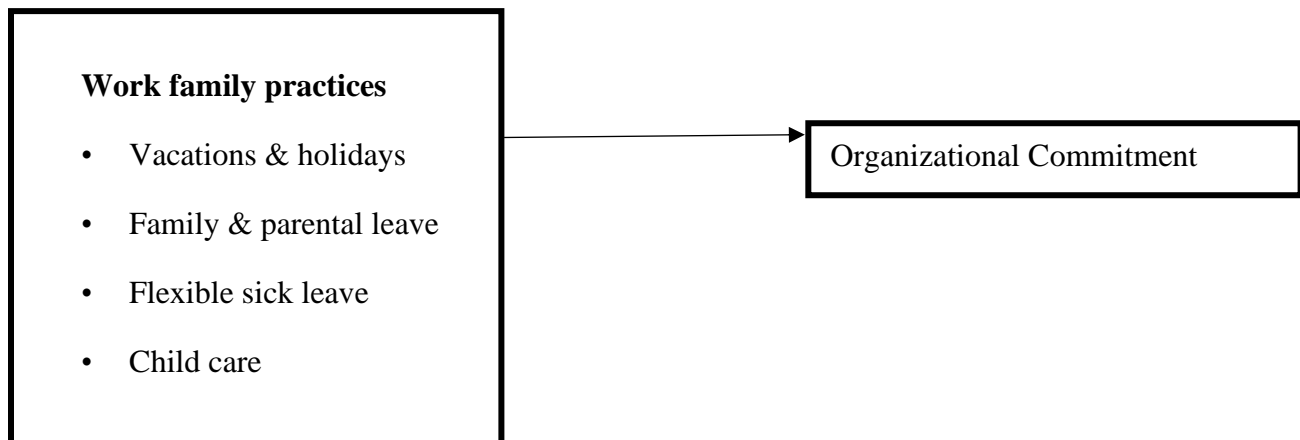 Work family practices
• Vacations & holidays
• Family & parental leave
• Flexible sick leave
• Child care
Organizational Commitment